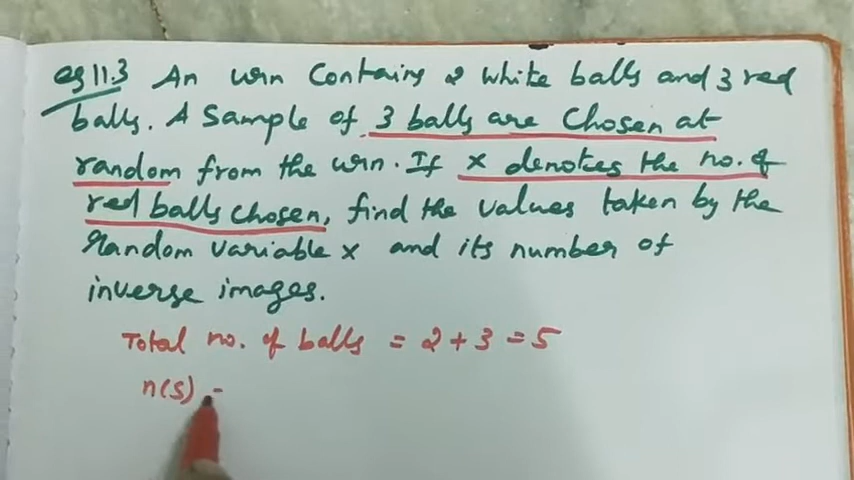 eg 11.3 An urn Contains 2 white balls and 3 red
balls. A Sample of 3 balls are Chosen at
random from the urn. If x denotes the no. of
red balls chosen, find the values taken by the
Random variable x and its number of
inverse images.
Total no. of balls = 2 + 3 = 5
n(s) =